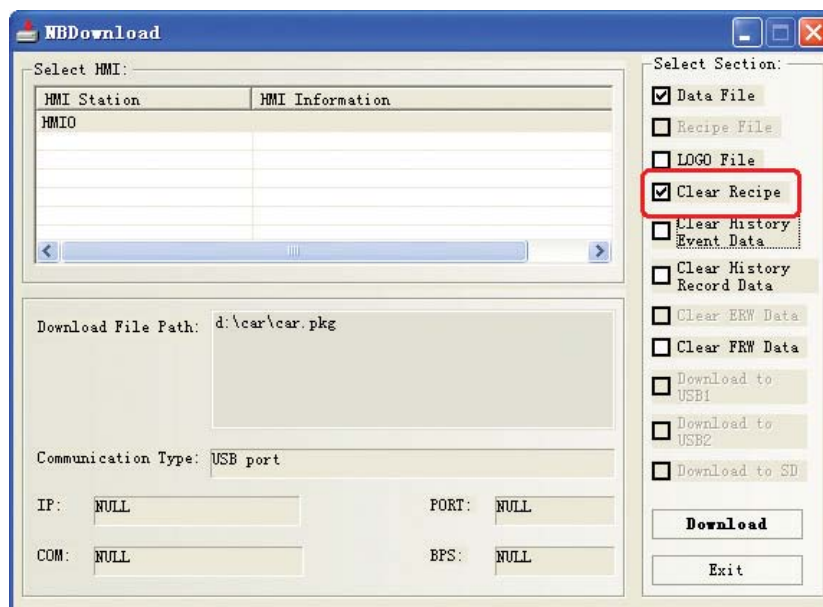 NBDownload
Select HMI:
HMI Station HMI Information
HMI0
Download File Path: d:\car\car.pkg
Communication Type: USB port
IP: NULL PORT: NULL
COM: NULL BPS: NULL
Select Section:
Data File
Recipe File
LOGO File
Clear Recipe
Clear History
Event Data
Clear History
Record Data
Clear ERW Data
Clear FRW Data
Download to
USB1
Download to
USB2
Download to SD
Download
Exit